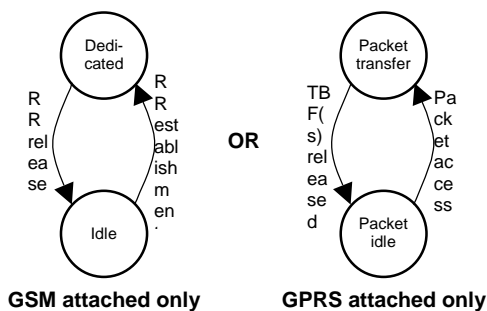 Dedi-
cated
R
R
rel
ea
se
R
R
est
abl
ish
m
en
Idle
GSM attached only
OR
Packet
transfer
TB
F(
s)
rel
ea
se
d
Pa
ck
et
ac
ce
ss
Packet
idle
GPRS attached only